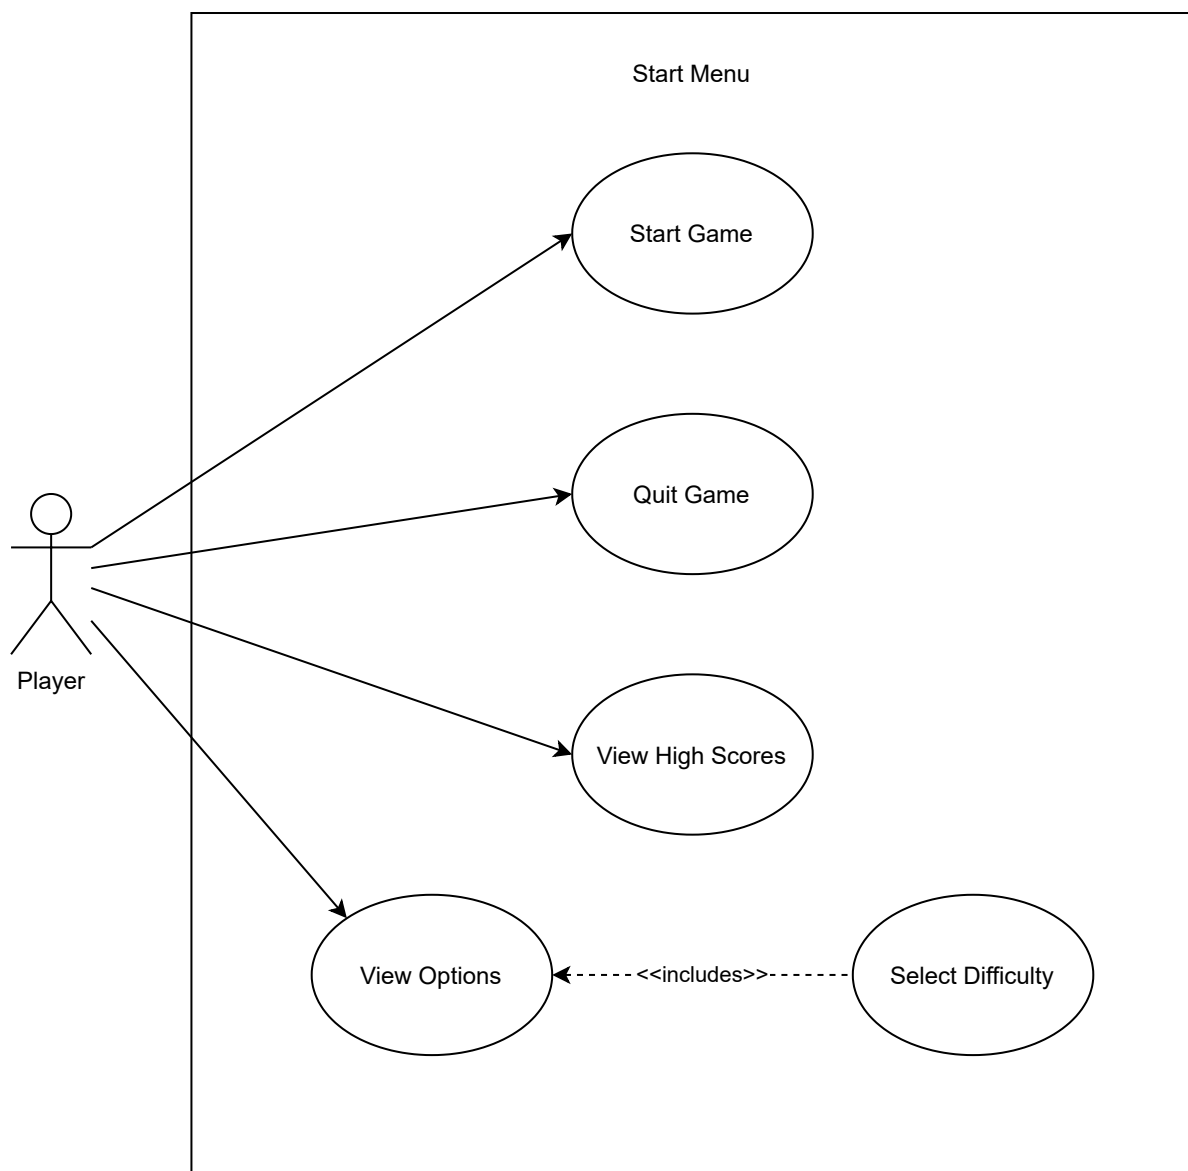 Start Menu
Start Game
Quit Game
Player
View High Scores
View Options
<<includes>>
Select Difficulty